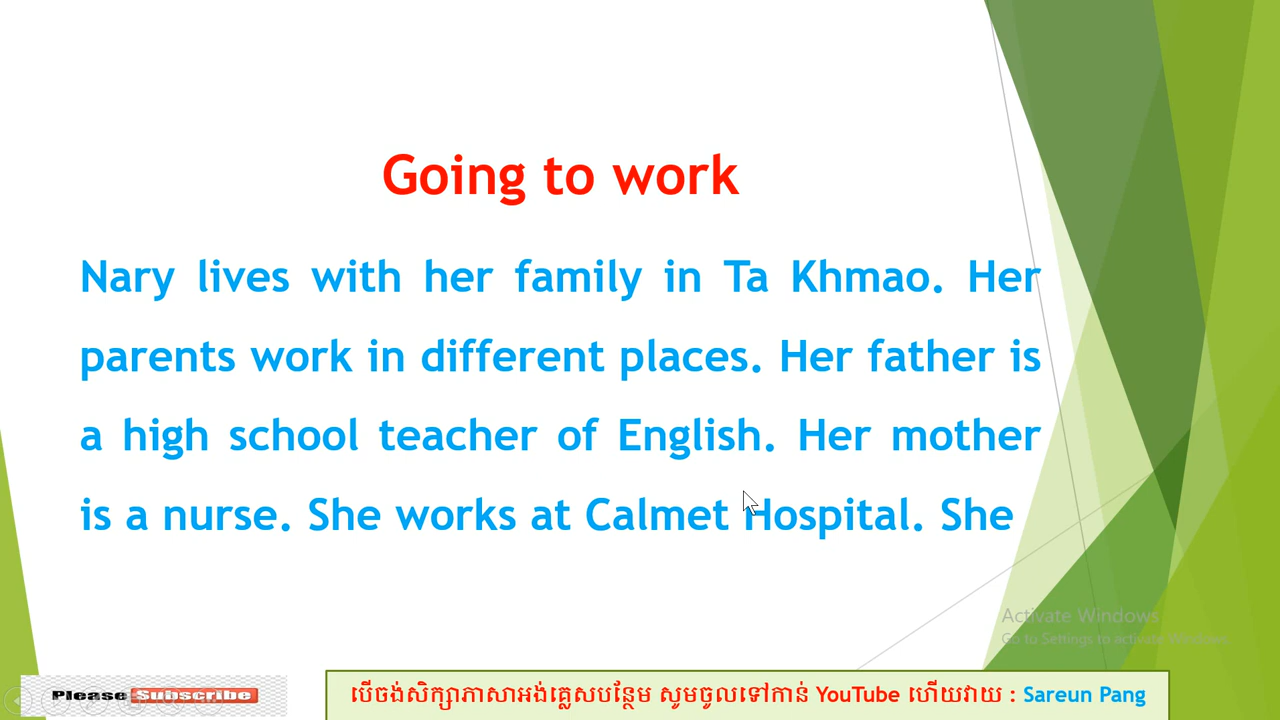 Going to work
Nary lives with her family in Ta Khmao. Her
parents work in different places. Her father is
a high school teacher of English. Her mother
is a nurse. She works at Calmet Hospital. She
Activate Windows
Go to Settings to activate Windows.
Please Subscribe
បើចង់សិក្សាភាសាអង់គ្លេសបន្ថែម សូមចូលទៅកាន់ YouTube ហើយវាយ : Sareun Pang